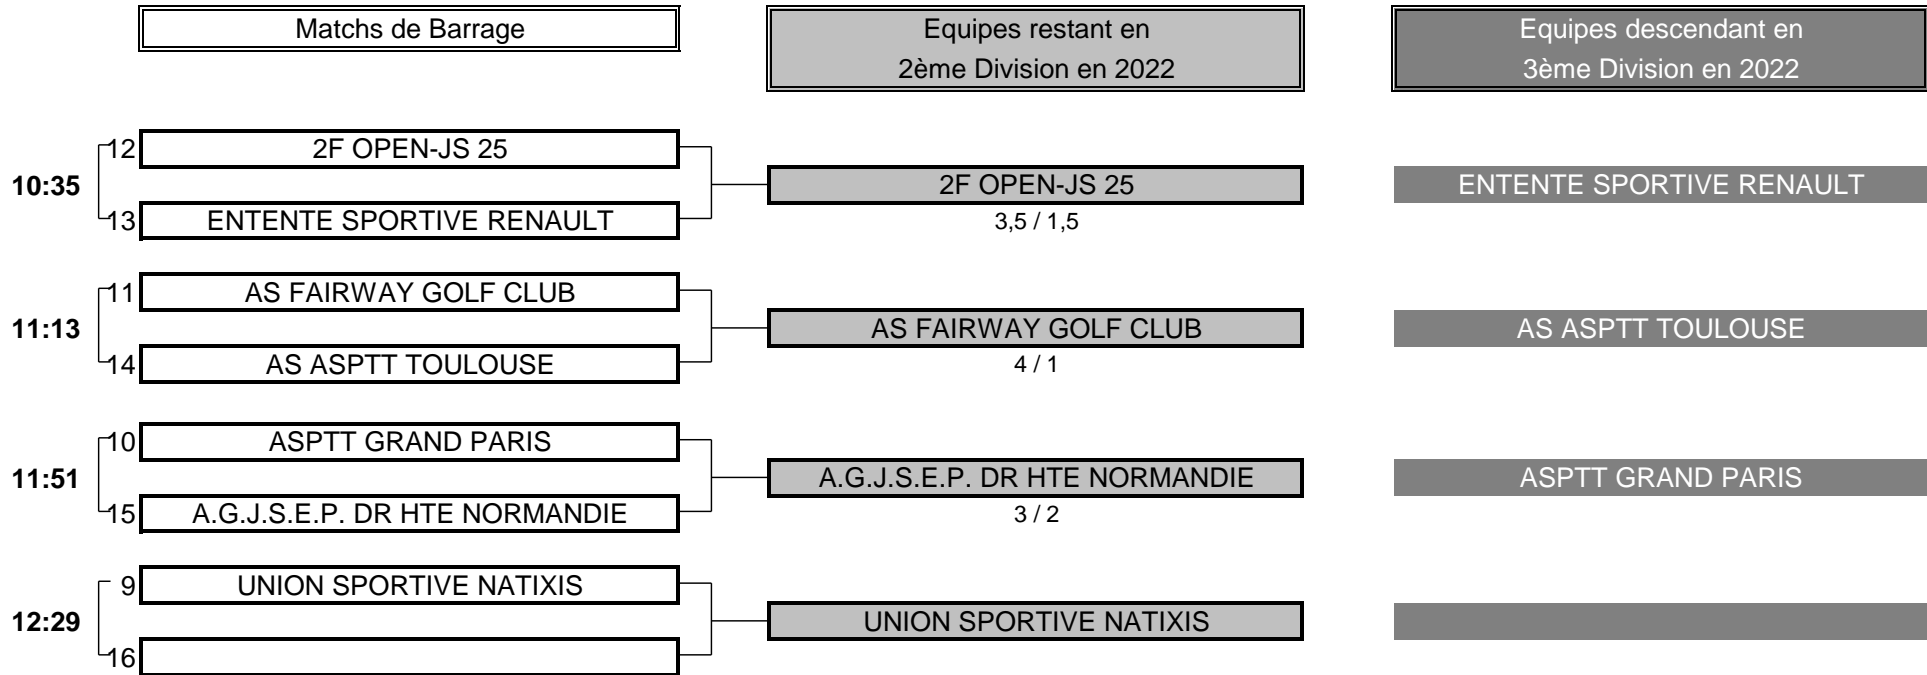 Matchs de Barrage
Equipes restant en
2ème Division en 2022
Equipes descendant en
3ème Division en 2022
12 2F OPEN-JS 25
10:35 2F OPEN-JS 25 ENTENTE SPORTIVE RENAULT
13 ENTENTE SPORTIVE RENAULT 3,5 / 1,5
11 AS FAIRWAY GOLF CLUB
11:13 AS FAIRWAY GOLF CLUB AS ASPTT TOULOUSE
14 AS ASPTT TOULOUSE 4 / 1
10 ASPTT GRAND PARIS
11:51 A.G.J.S.E.P. DR HTE NORMANDIE ASPTT GRAND PARIS
15 A.G.J.S.E.P. DR HTE NORMANDIE 3 / 2
9 UNION SPORTIVE NATIXIS
12:29 UNION SPORTIVE NATIXIS
16